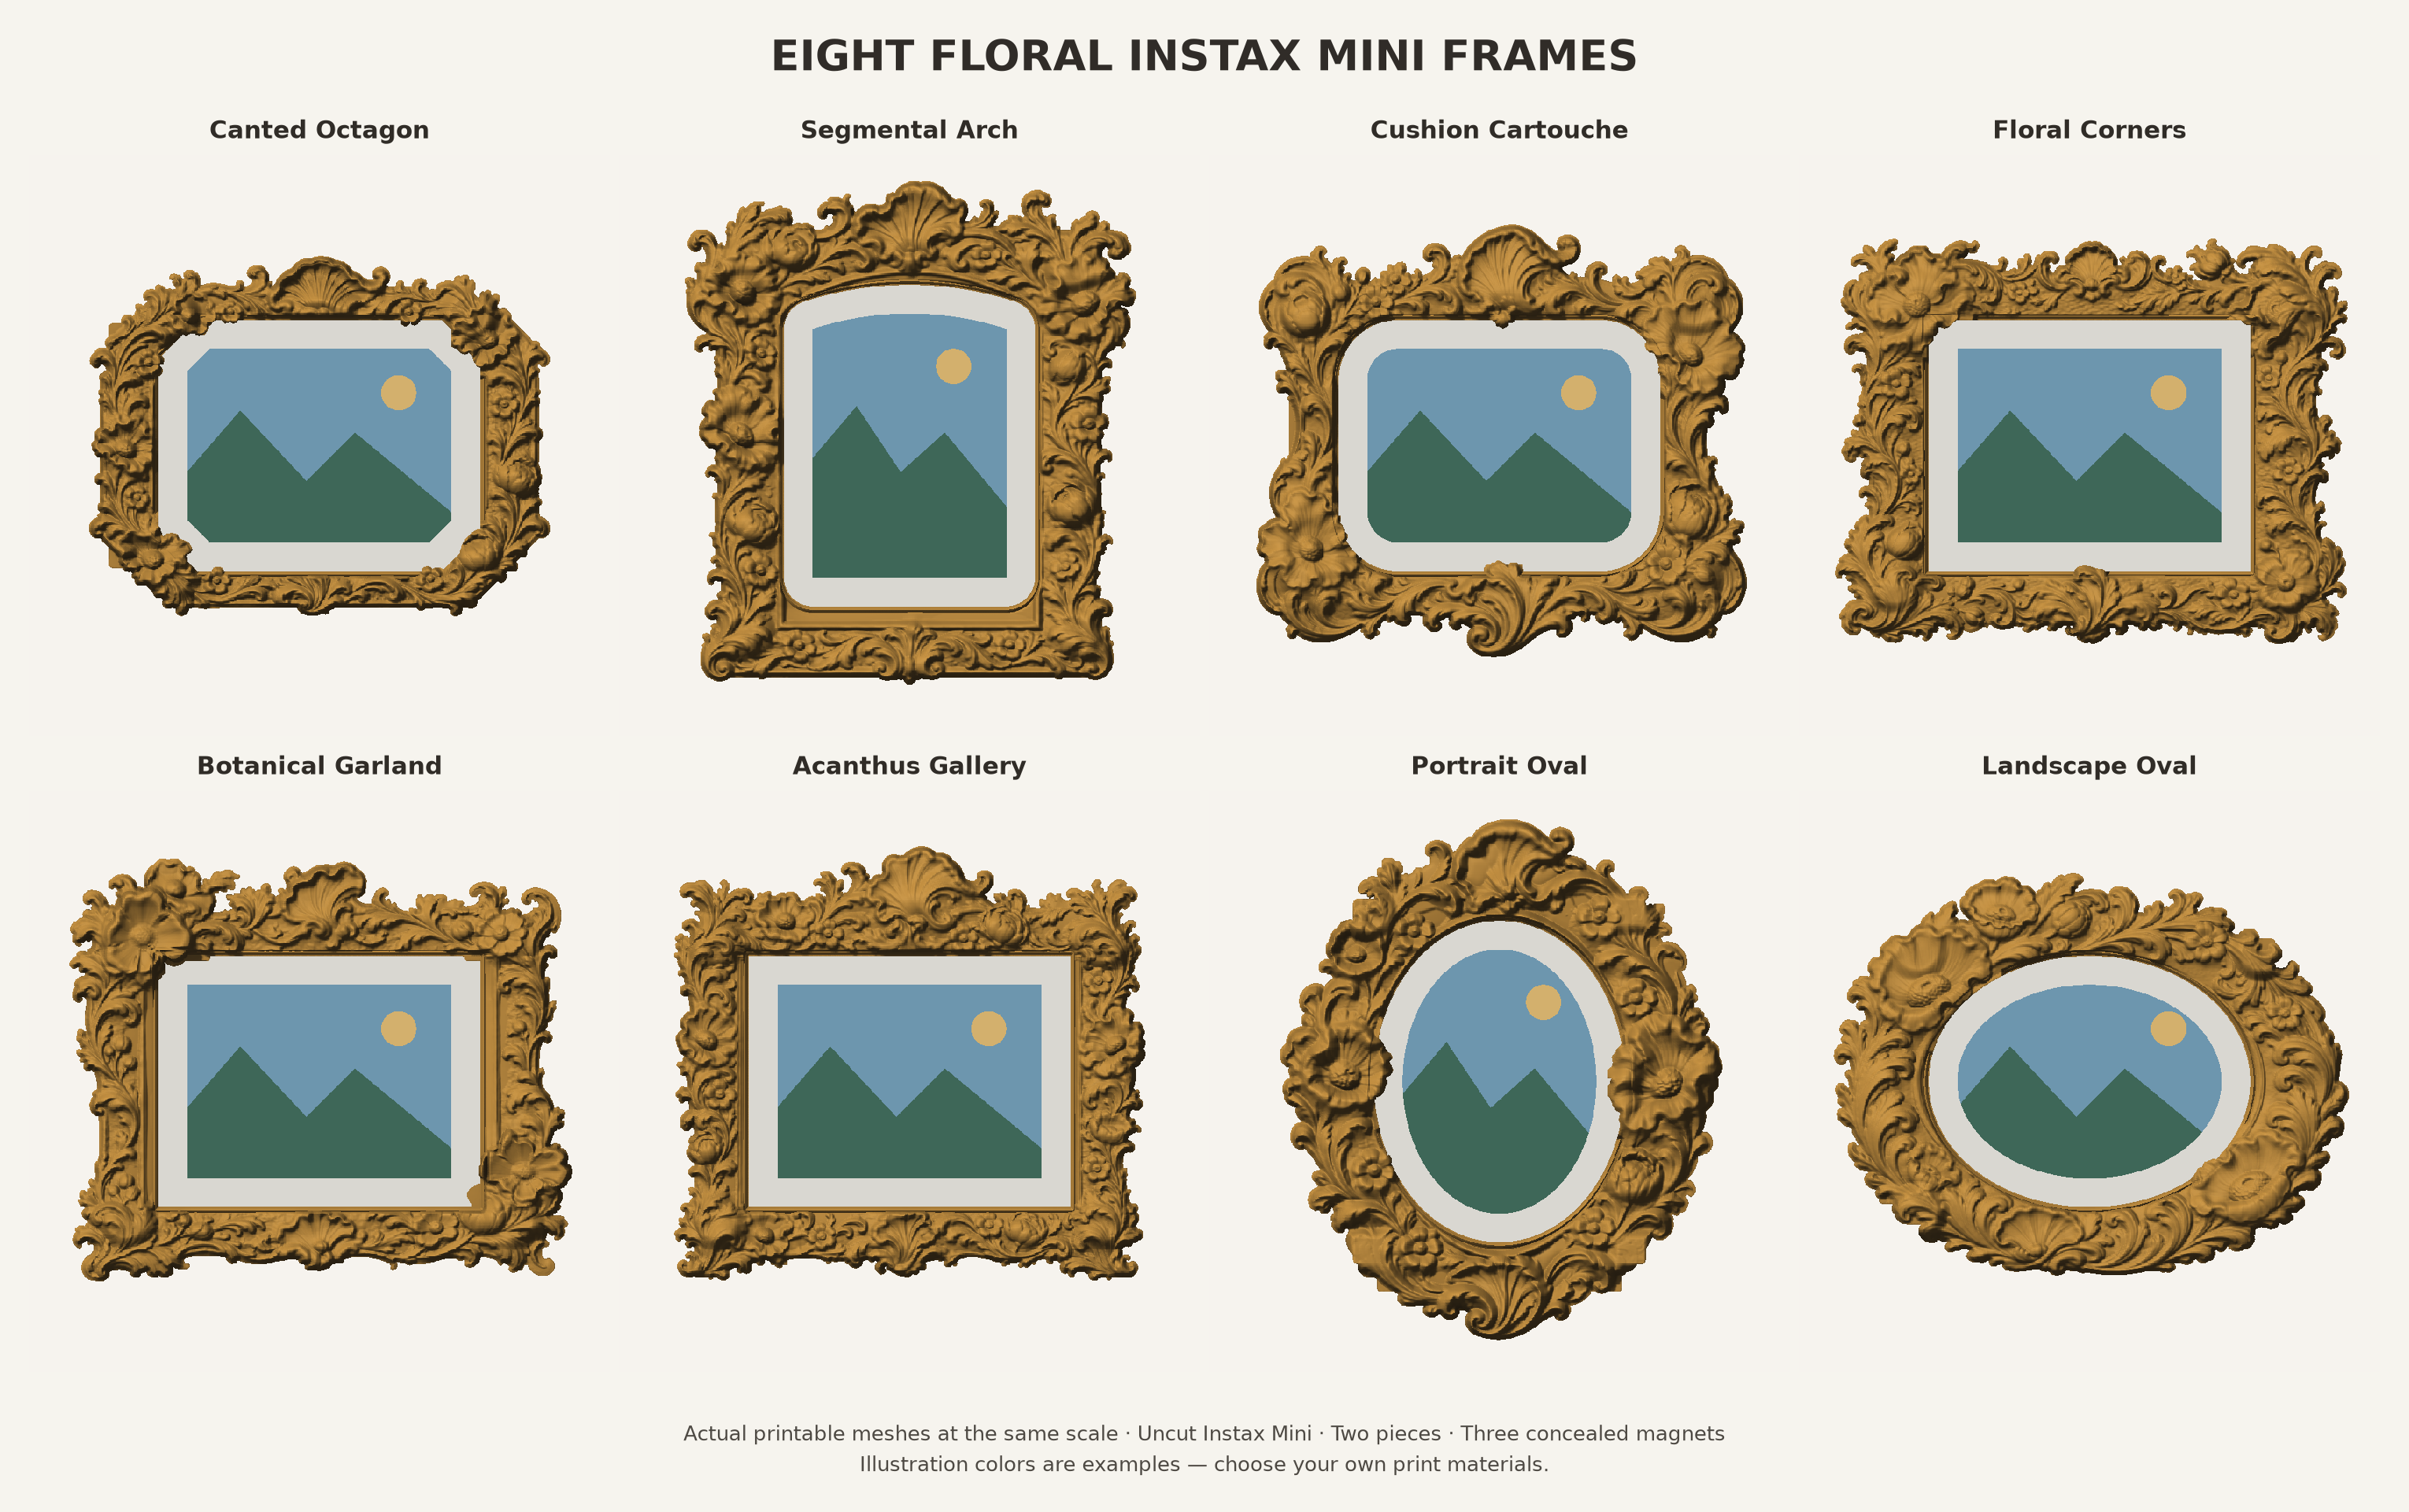 EIGHT FLORAL INSTAX MINI FRAMES
Canted Octagon
Segmental Arch
Cushion Cartouche
Floral Corners
Botanical Garland
Acanthus Gallery
Portrait Oval
Landscape Oval
Actual printable meshes at the same scale · Uncut Instax Mini · Two pieces · Three concealed magnets
Illustration colors are examples — choose your own print materials.